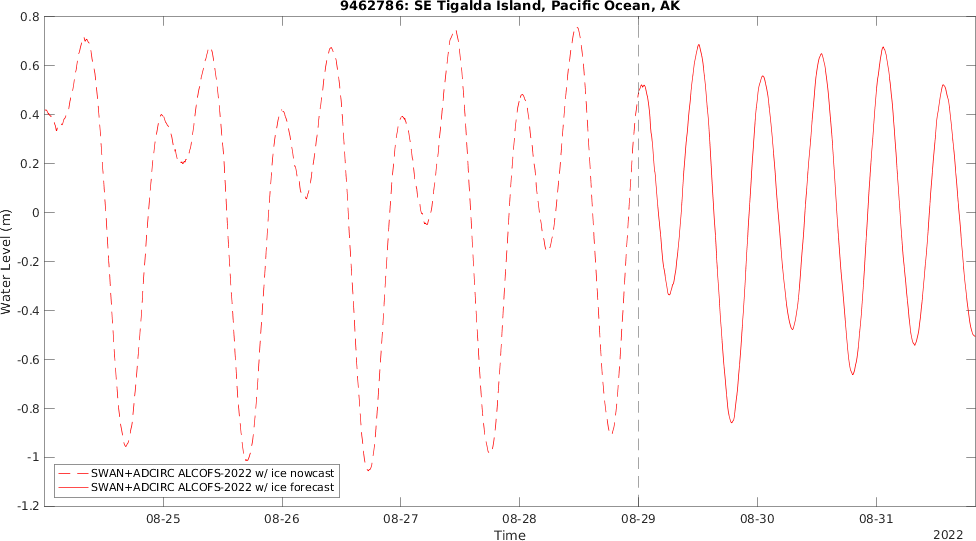 9462786: SE Tigalda Island, Pacific Ocean, AK
0.8
0.6
0.4
0.2
0
-0.2
-0.4
-0.6
-0.8
-1
-1.2
Water Level (m)
SWAN+ADCIRC ALCOFS-2022 w/ ice nowcast
SWAN+ADCIRC ALCOFS-2022 w/ ice forecast
08-25 08-26 08-27 08-28 08-29 08-30 08-31
Time
2022